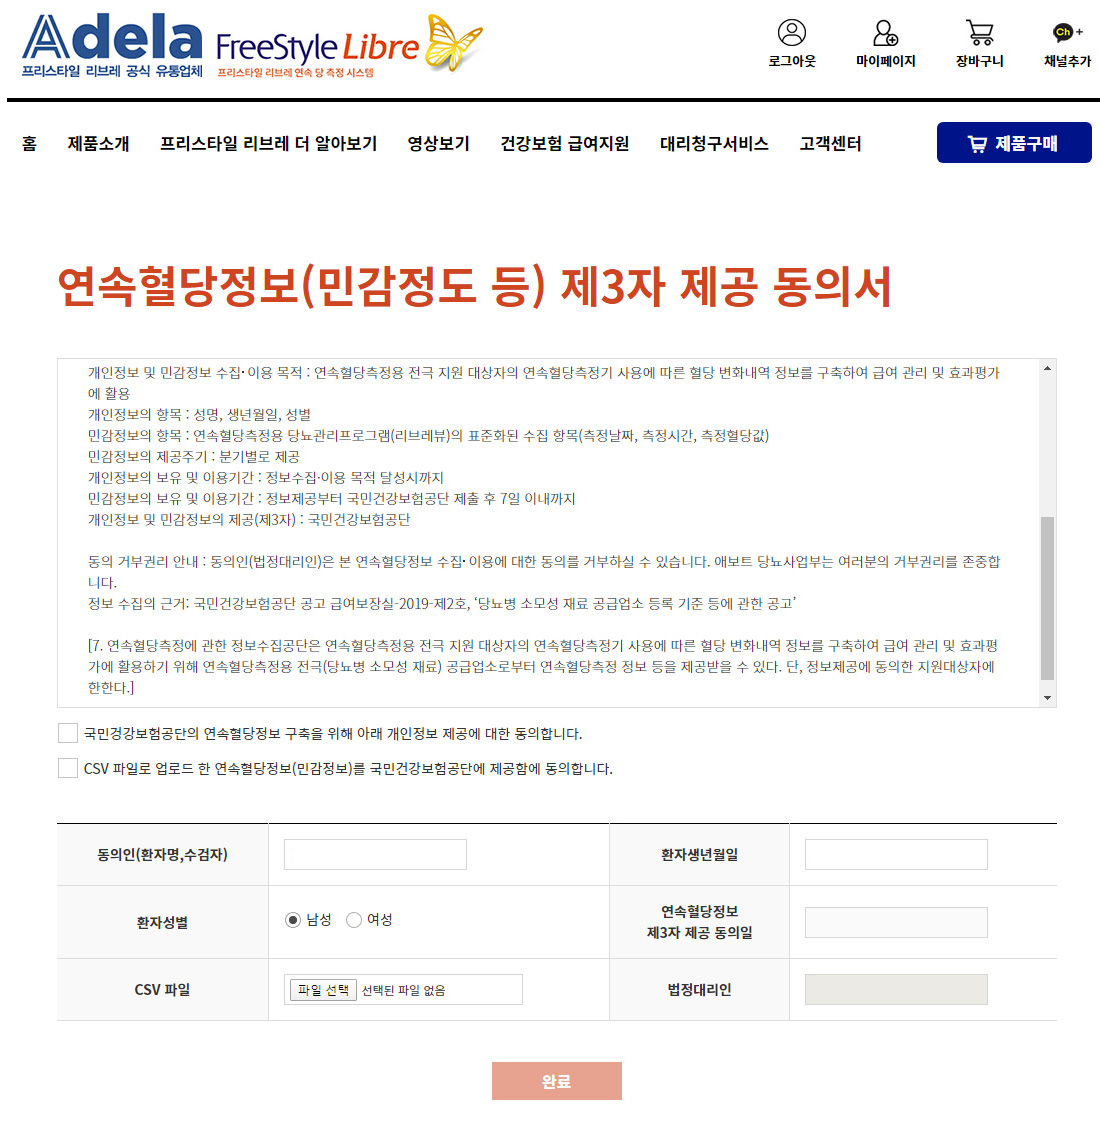 Adela
프리스타일 리브레 공식 유통업체
FreeStyle Libre
프리스타일 리브레 연속 당 측정 시스템
로그아웃
마이페이지
장바구니
Ch +
채널추가
홈 제품소개 프리스타일 리브레 더 알아보기 영상보기 건강보험 급여지원 대리청구서비스 고객센터 제품구매
연속혈당정보(민감정도 등) 제3자 제공 동의서
개인정보 및 민감정보 수집· 이용 목적 : 연속혈당측정용 전극 지원 대상자의 연속혈당측정기 사용에 따른 혈당 변화내역 정보를 구축하여 급여 관리 및 효과평가
에 활용
개인정보의 항목 : 성명, 생년월일, 성별
민감정보의 항목 : 연속혈당측정용 당뇨관리프로그램(리브레뷰)의 표준화된 수집 항목(측정날짜, 측정시간, 측정혈당값)
민감정보의 제공주기 : 분기별로 제공
개인정보의 보유 및 이용기간 : 정보수집·이용 목적 달성시까지
민감정보의 보유 및 이용기간 : 정보제공부터 국민건강보험공단 제출 후 7일 이내까지
개인정보 및 민감정보의 제공(제3자) : 국민건강보험공단
동의 거부권리 안내 : 동의인(법정대리인)은 본 연속혈당정보 수집· 이용에 대한 동의를 거부하실 수 있습니다. 애보트 당뇨사업부는 여러분의 거부권리를 존중합
니다.
정보 수집의 근거: 국민건강보험공단 공고 급여보장실-2019-제2호, ‘당뇨병 소모성 재료 공급업소 등록 기준 등에 관한 공고’
[7. 연속혈당측정에 관한 정보수집공단은 연속혈당측정용 전극 지원 대상자의 연속혈당측정기 사용에 따른 혈당 변화내역 정보를 구축하여 급여 관리 및 효과평
가에 활용하기 위해 연속혈당측정용 전극(당뇨병 소모성 재료) 공급업소로부터 연속혈당측정 정보 등을 제공받을 수 있다. 단, 정보제공에 동의한 지원대상자에
한한다.]
국민겅강보험공단의 연속혈당정보 구축을 위해 아래 개인정보 제공에 대한 동의합니다.
CSV 파일로 업로드 한 연속혈당정보(민감정보)를 국민건강보험공단에 제공함에 동의합니다.
동의인(환자명,수검자)
환자생년월일
환자성별
남성 여성
연속혈당정보
제3자 제공 동의일
CSV 파일
파일 선택 선택된 파일 없음
법정대리인
완료